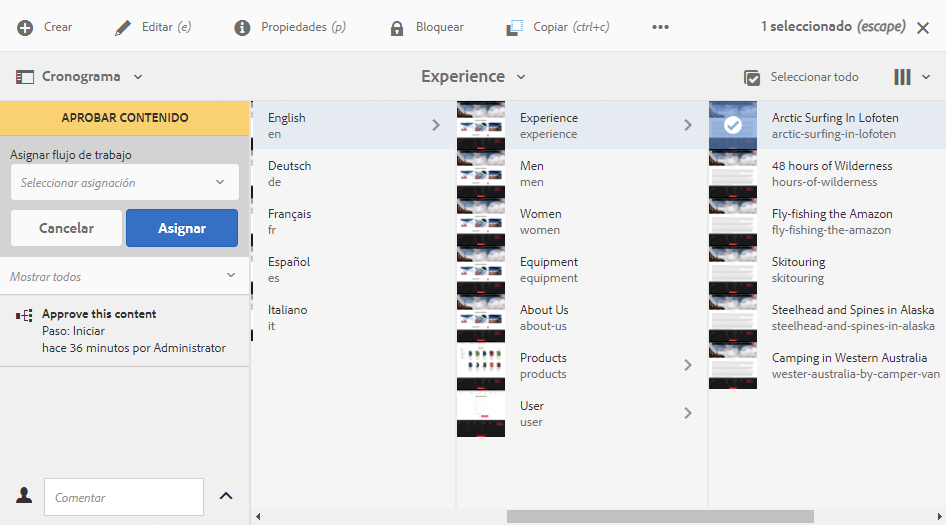 Crear
Editar (e)
Propiedades (p)
Bloquear
Copiar (ctrl+c)
1 seleccionado (escape)
Cronograma
Experience
Seleccionar todo
APROBAR CONTENIDO
Asignar flujo de trabajo
Seleccionar asignación
Cancelar
Asignar
Mostrar todos
Approve this content
Paso: Iniciar
hace 36 minutos por Administrator
Comentar
English
en
Deutsch
de
Français
fr
Español
es
Italiano
it
Experience
experience
Men
men
Women
women
Equipment
equipment
About Us
about-us
Products
products
User
user
Arctic Surfing In Lofoten
arctic-surfing-in-lofoten
48 hours of Wilderness
hours-of-wilderness
Fly-fishing the Amazon
fly-fishing-the-amazon
Skitouring
skitouring
Steelhead and Spines in Alaska
steelhead-and-spines-in-alaska
Camping in Western Australia
wester-australia-by-camper-van